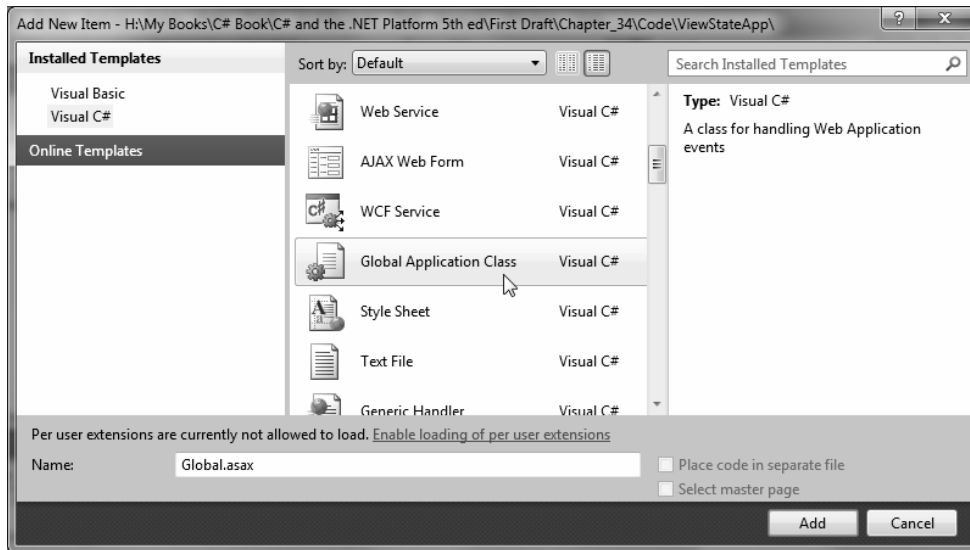 Add New Item - H:\My Books\C# Book\C# and the .NET Platform 5th ed\First Draft\Chapter_34\Code\ViewStateApp\
Installed Templates
Visual Basic
Visual C#
Online Templates
Sort by: Default
Search Installed Templates
Web Service Visual C#
AJAX Web Form Visual C#
WCF Service Visual C#
Global Application Class Visual C#
Style Sheet Visual C#
Text File Visual C#
Generic Handler Visual C#
Type: Visual C#
A class for handling Web Application
events
Per user extensions are currently not allowed to load. Enable loading of per user extensions
Name: Global.asax
Place code in separate file
Select master page
Add Cancel